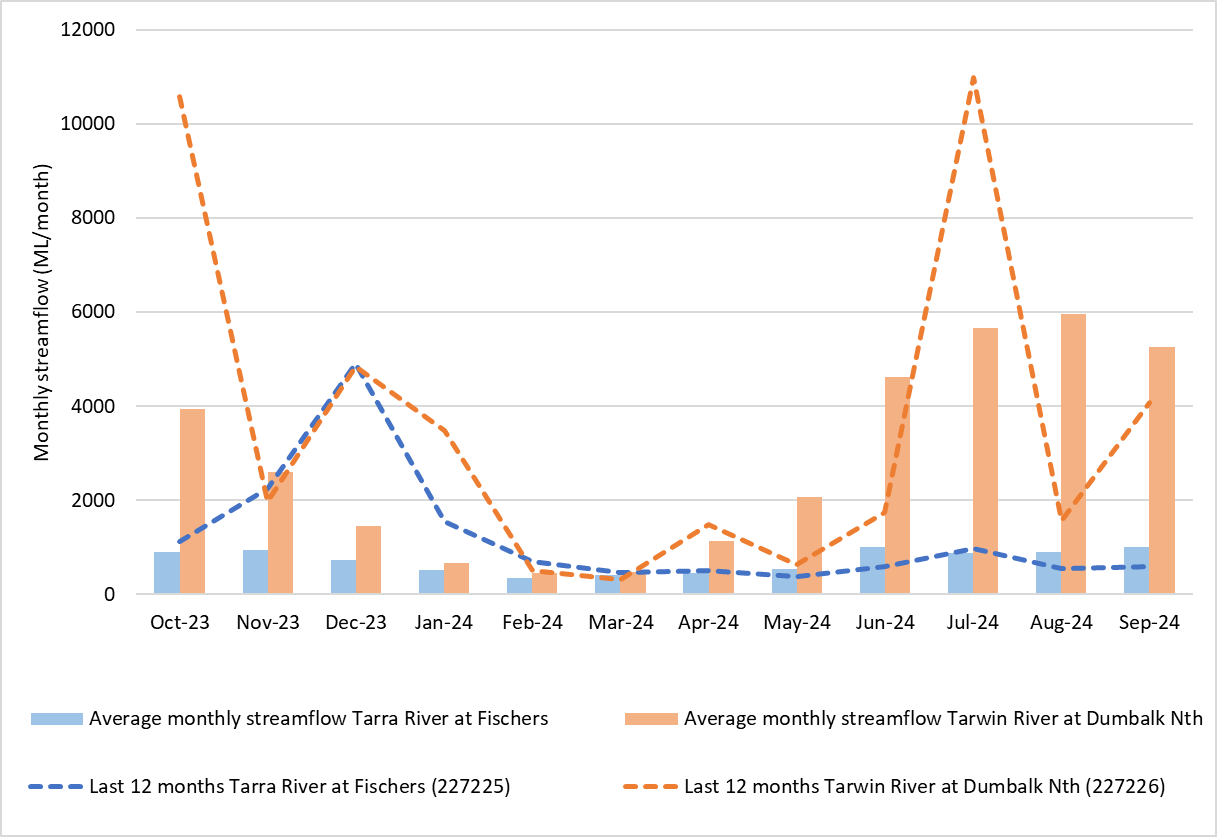 12000
10000
8000
6000
4000
2000
0
Monthly streamflow (ML/month)
Oct-23 Nov-23 Dec-23 Jan-24 Feb-24 Mar-24 Apr-24 May-24 Jun-24 Jul-24 Aug-24 Sep-24
Average monthly streamflow Tarra River at Fischers
Average monthly streamflow Tarwin River at Dumbalk Nth
Last 12 months Tarra River at Fischers (227225)
Last 12 months Tarwin River at Dumbalk Nth (227226)